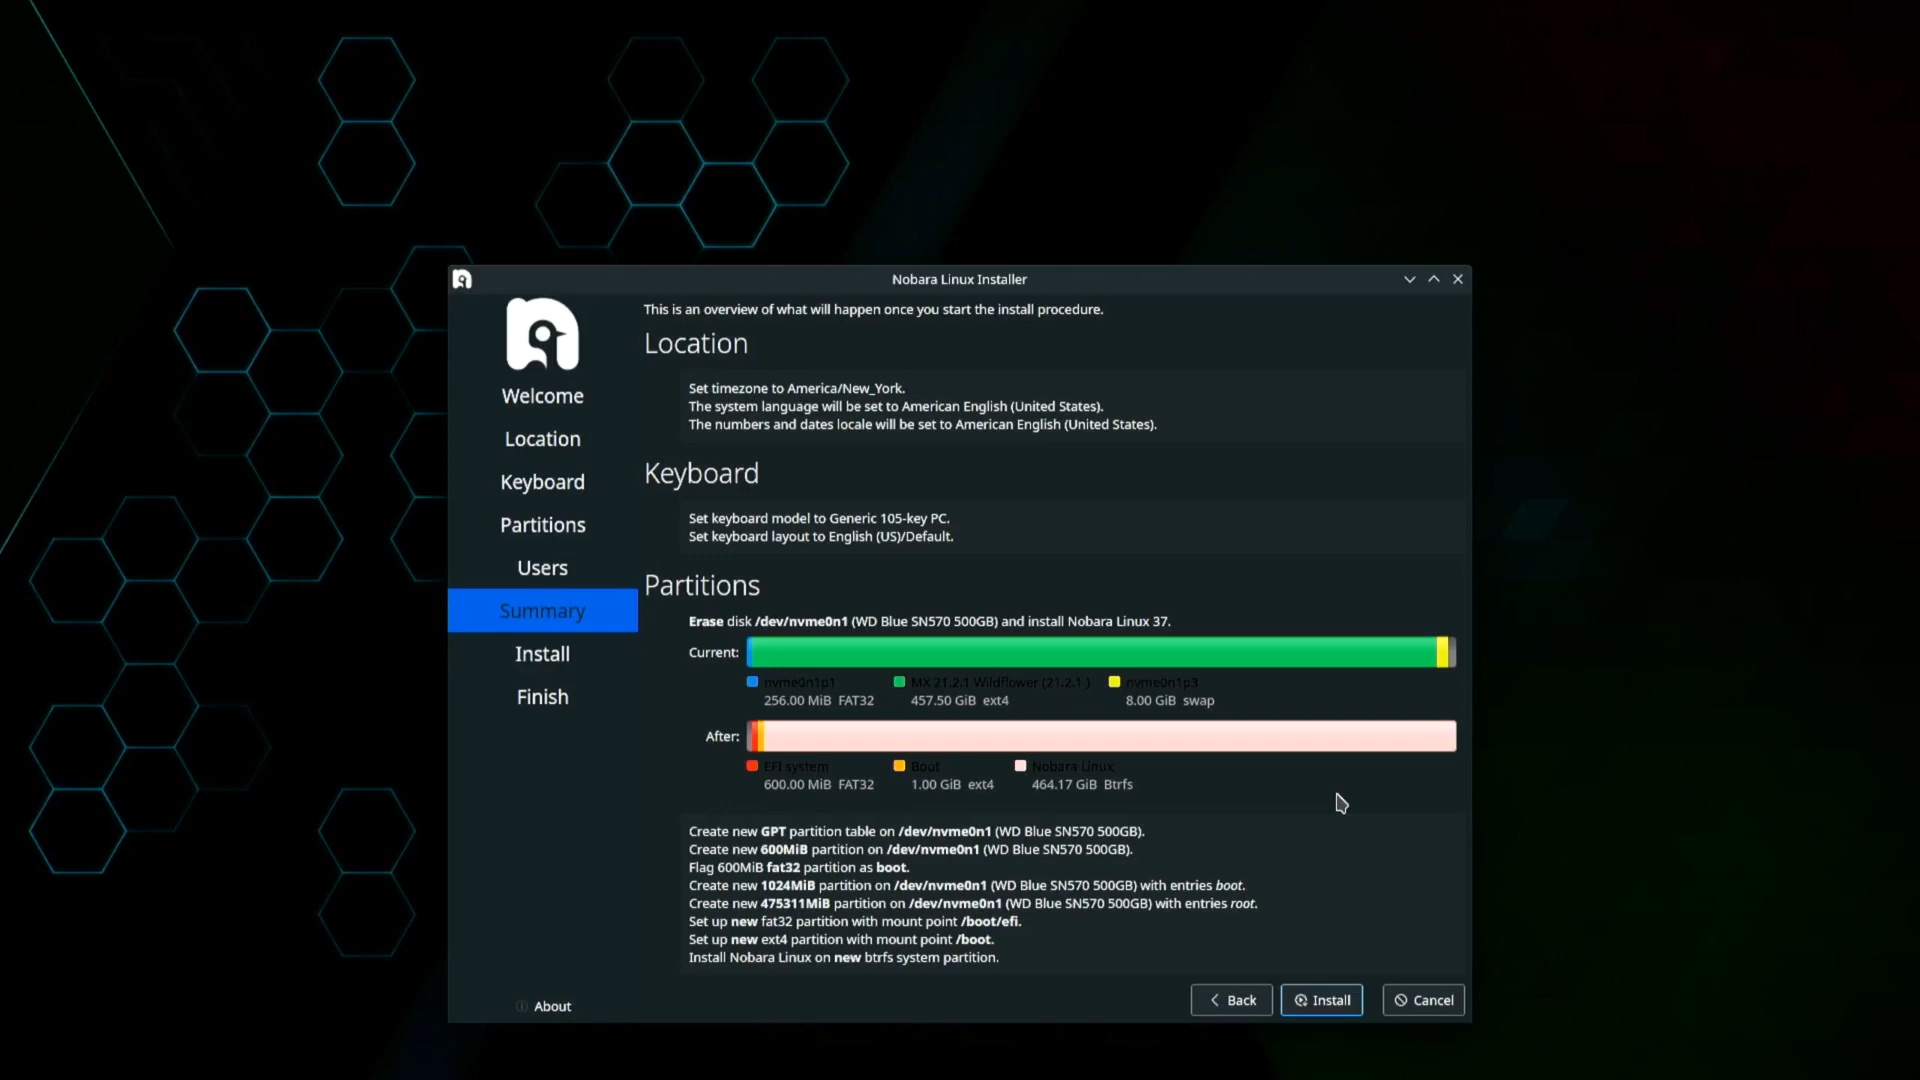 Nobara Linux Installer
Welcome
Location
Keyboard
Partitions
Users
Summary
Install
Finish
About
This is an overview of what will happen once you start the install procedure.
Location
Set timezone to America/New_York.
The system language will be set to American English (United States).
The numbers and dates locale will be set to American English (United States).
Keyboard
Set keyboard model to Generic 105-key PC.
Set keyboard layout to English (US)/Default.
Partitions
Erase disk /dev/nvme0n1 (WD Blue SN570 500GB) and install Nobara Linux 37.
Current:
nvme0n1p1 MX 21.2.1 Wildflower (21.2.1 ) nvme0n1p3
256.00 MiB FAT32 457.50 GiB ext4 8.00 GiB swap
After:
EFI system Boot Nobara Linux
600.00 MiB FAT32 1.00 GiB ext4 464.17 GiB Btrfs
Create new GPT partition table on /dev/nvme0n1 (WD Blue SN570 500GB).
Create new 600MiB partition on /dev/nvme0n1 (WD Blue SN570 500GB).
Flag 600MiB fat32 partition as boot.
Create new 1024MiB partition on /dev/nvme0n1 (WD Blue SN570 500GB) with entries boot.
Create new 475311MiB partition on /dev/nvme0n1 (WD Blue SN570 500GB) with entries root.
Set up new fat32 partition with mount point /boot/efi.
Set up new ext4 partition with mount point /boot.
Install Nobara Linux on new btrfs system partition.
Back Install Cancel